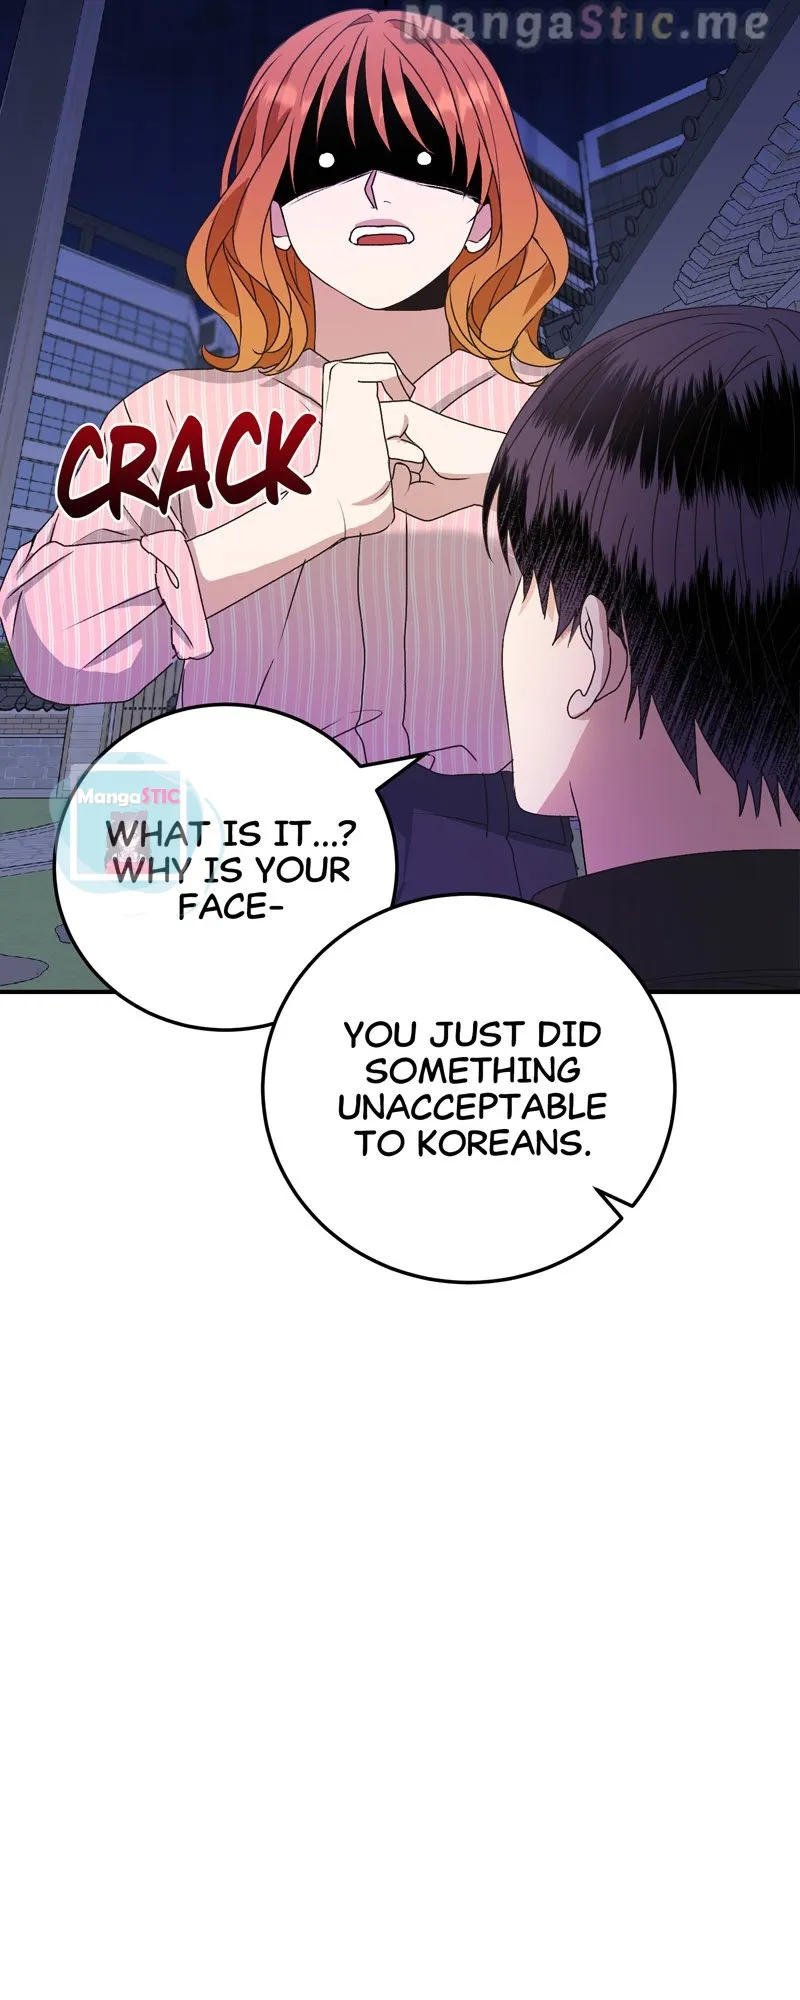 MangaStic.me
CRACK
MangaSTIC
WHAT IS IT...?
WHY IS YOUR
FACE-
YOU JUST DID
SOMETHING
UNACCEPTABLE
TO KOREANS.